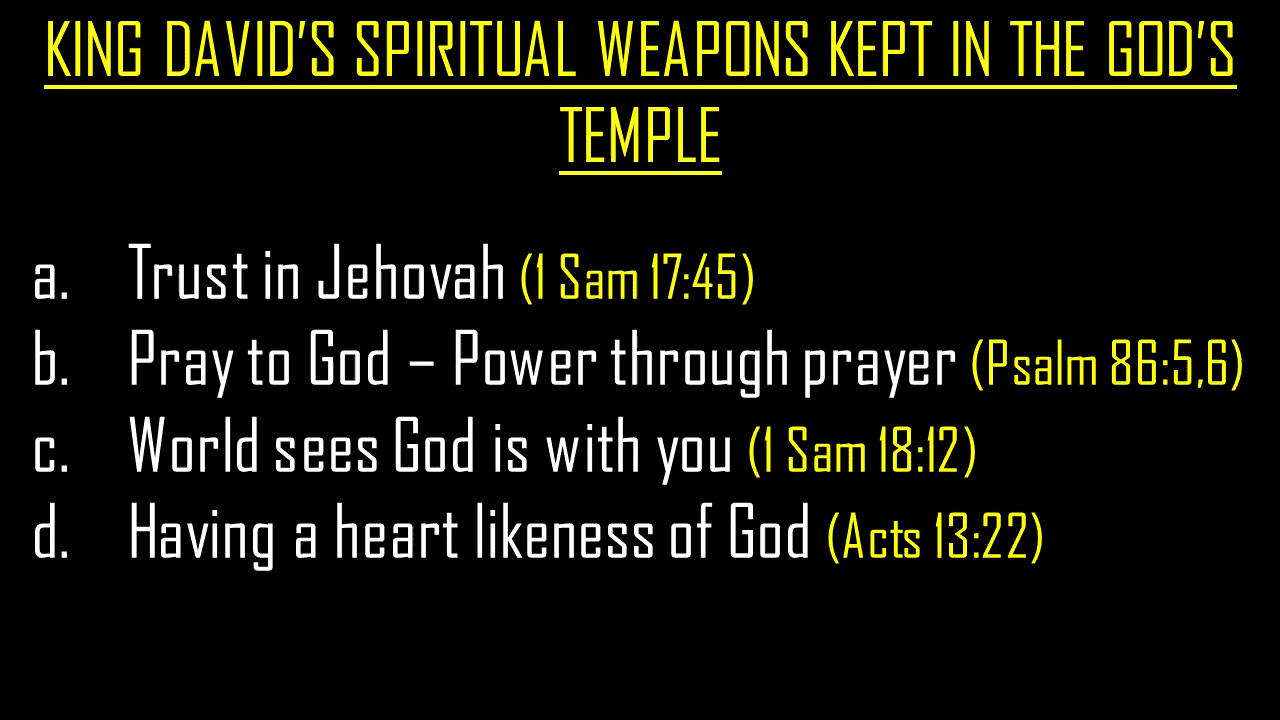 KING DAVID’S SPIRITUAL WEAPONS KEPT IN THE GOD’S
TEMPLE
a. Trust in Jehovah (1 Sam 17:45)
b. Pray to God – Power through prayer (Psalm 86:5,6)
c. World sees God is with you (1 Sam 18:12)
d. Having a heart likeness of God (Acts 13:22)